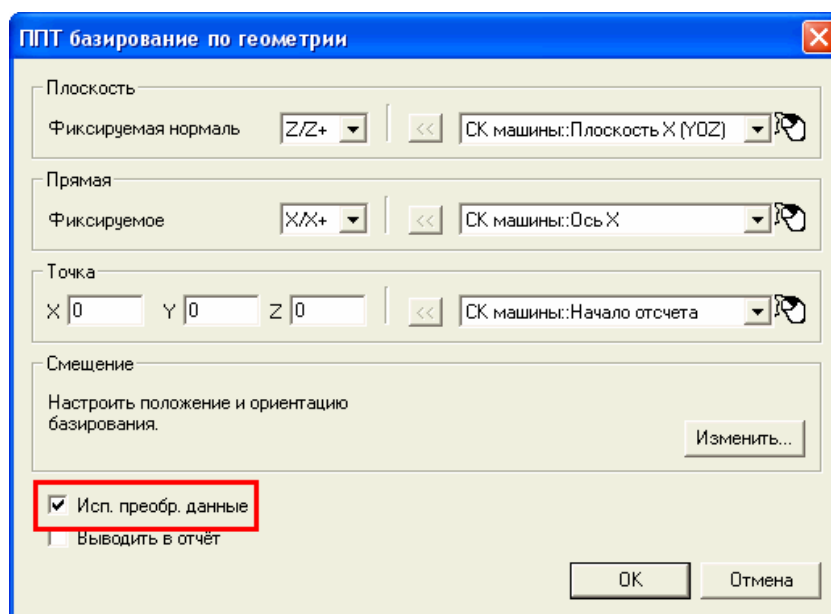 ППТ базирование по геометрии
Плоскость
Фиксируемая нормаль Z/Z+ << СК машины::Плоскость X (YOZ)
Прямая
Фиксируемое X/X+ << СК машины::Ось X
Точка
X 0 Y 0 Z 0 << СК машины::Начало отсчета
Смещение
Настроить положение и ориентацию
базирования.
Изменить...
Исп. преобр. данные
Выводить в отчёт
OK Отмена